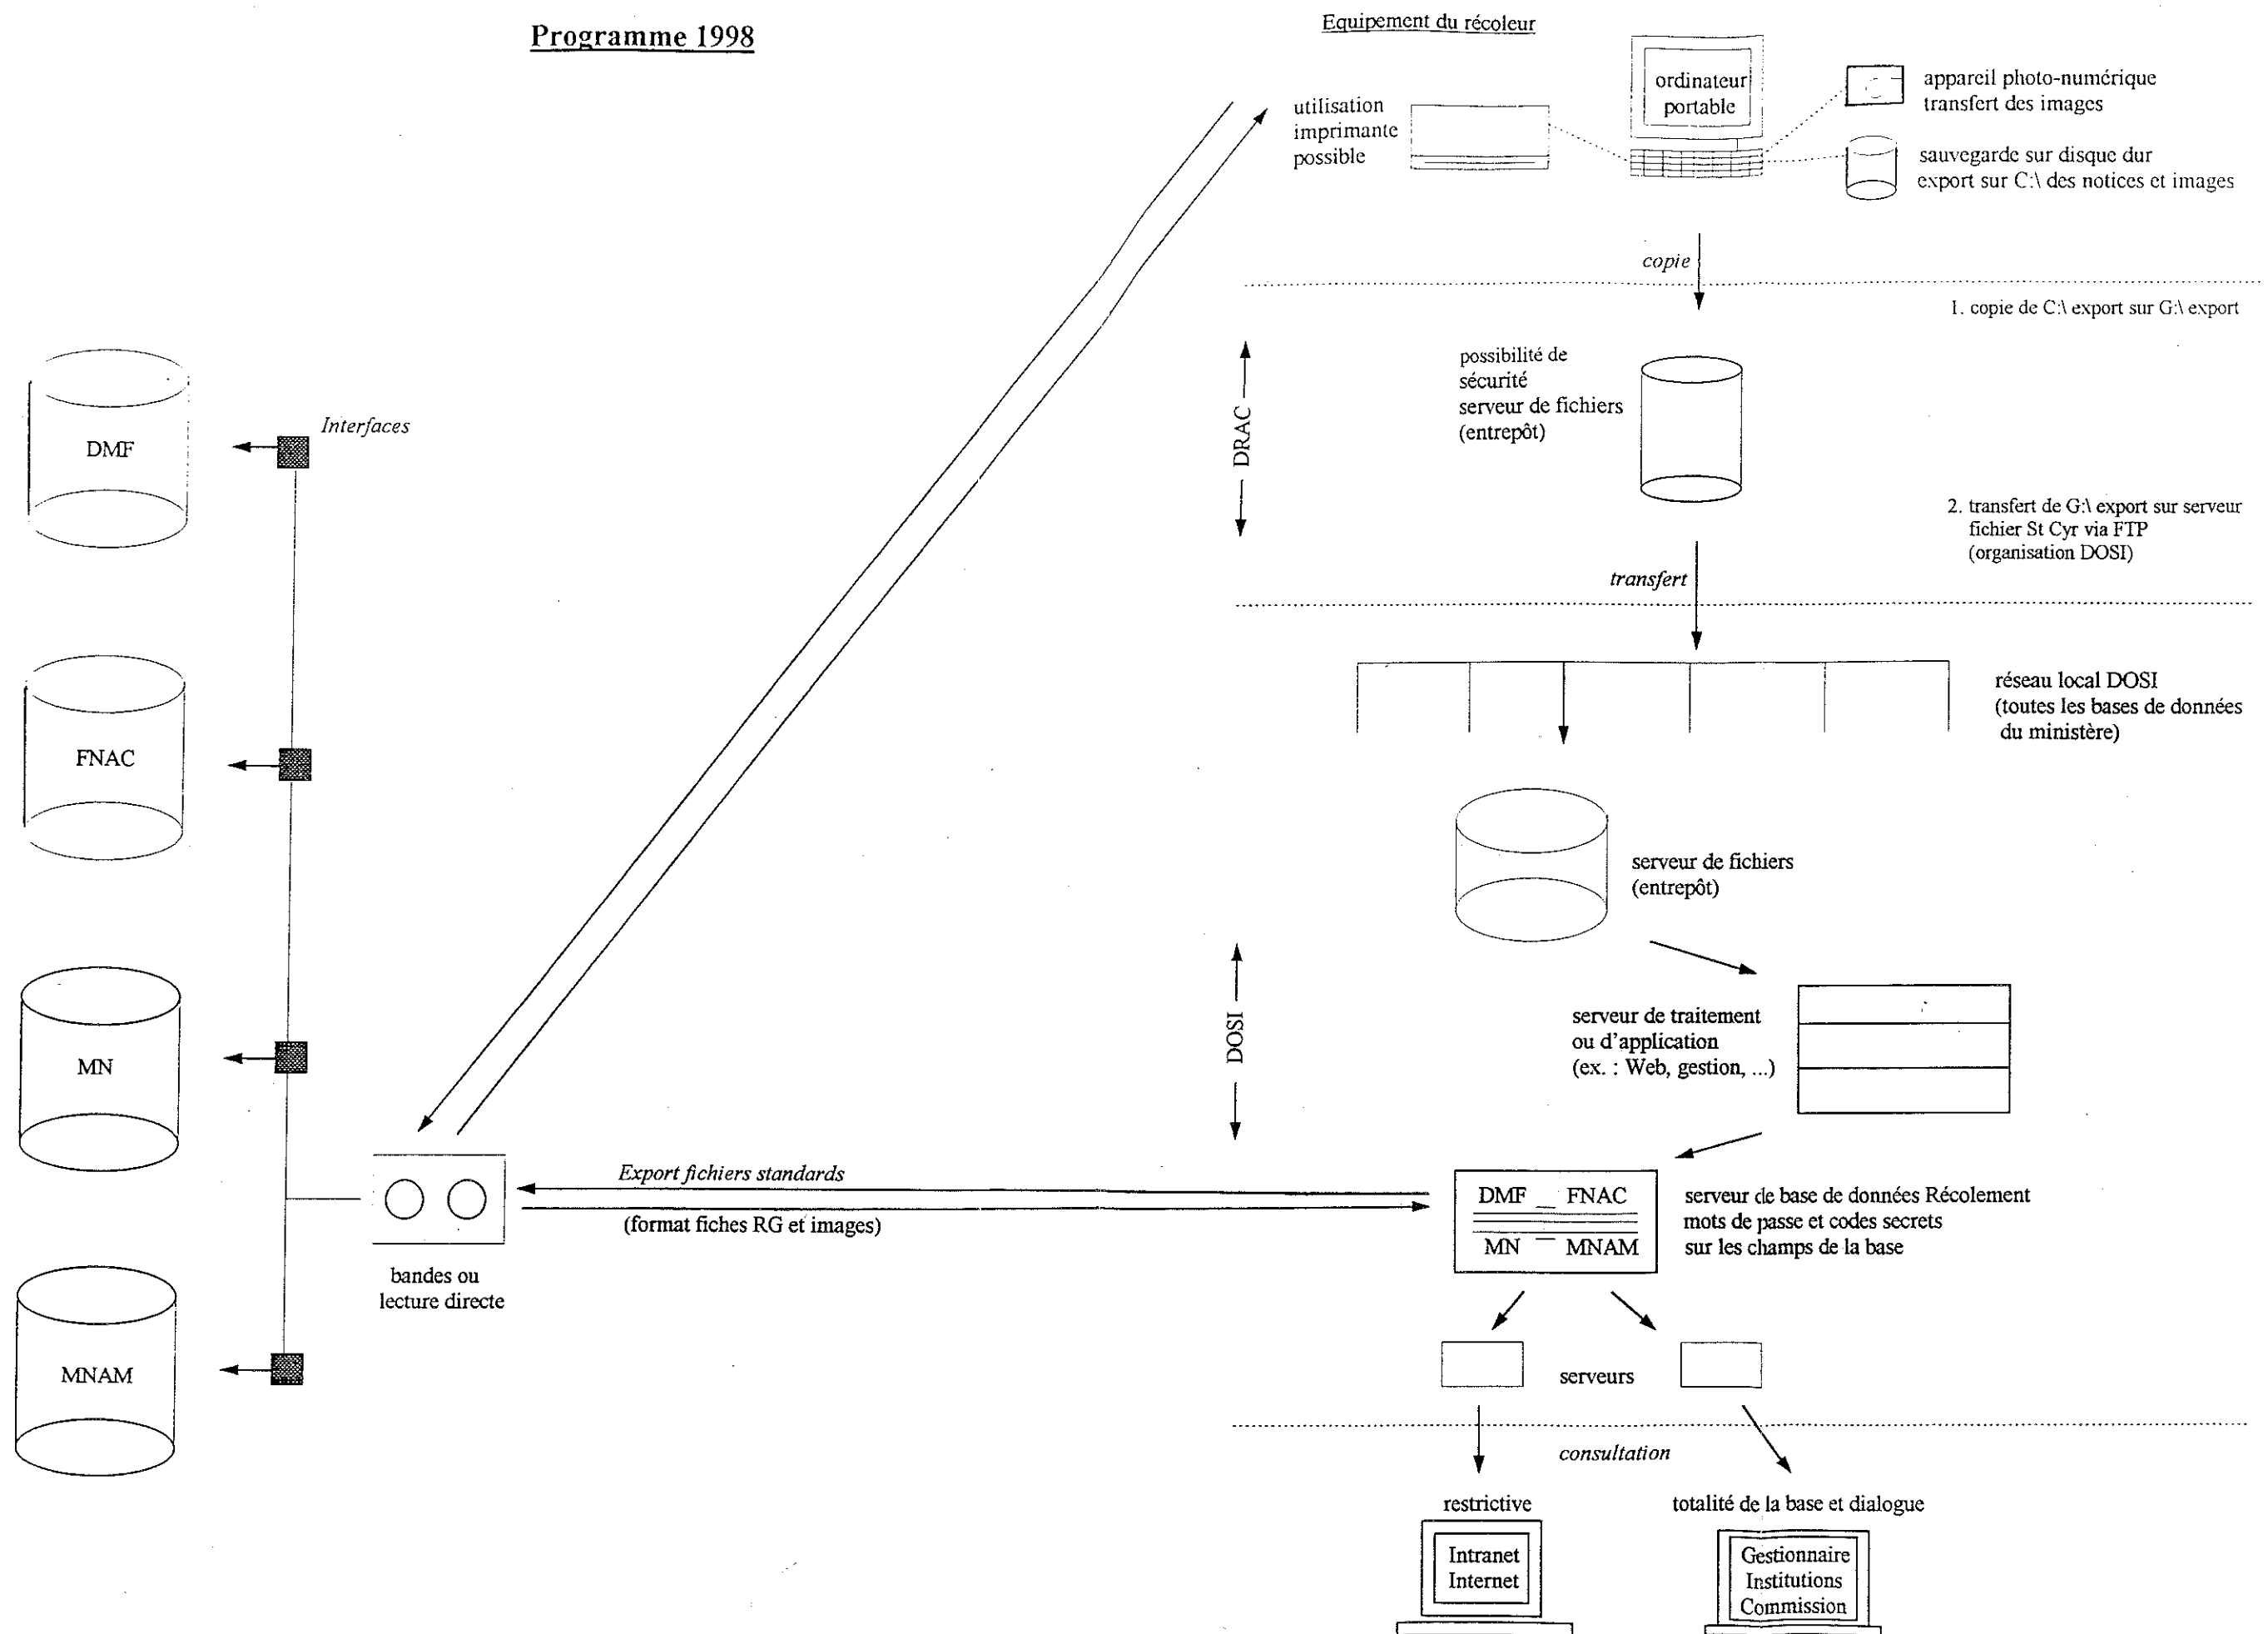 Programme 1998
Equipement du récoleur
utilisation
imprimante
possible
ordinateur
portable
appareil photo-numérique
transfert des images
sauvegarde sur disque dur
export sur C:\ des notices et images
copie
1. copie de C:\ export sur G:\ export
DRAC
possibilité de
sécurité
serveur de fichiers
(entrepôt)
2. transfert de G:\ export sur serveur
fichier St Cyr via FTP
(organisation DOSI)
transfert
réseau local DOSI
(toutes les bases de données
du ministère)
serveur de fichiers
(entrepôt)
DOSI
serveur de traitement
ou d'application
(ex. : Web, gestion, ...)
DMF
Interfaces
FNAC
MN
MNAM
bandes ou
lecture directe
Export fichiers standards
(format fiches RG et images)
DMF FNAC
MN MNAM
serveur de base de données Récolement
mots de passe et codes secrets
sur les champs de la base
serveurs
consultation
restrictive
Intranet
Internet
totalité de la base et dialogue
Gestionnaire
Institutions
Commission